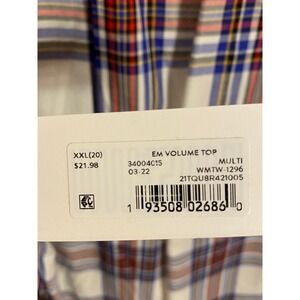 XXL(20) EM VOLUME TOP
$21.98 34004015 MULTI
03-22 WMTW-1296
21TQU8R421005
1 93508 02686 0